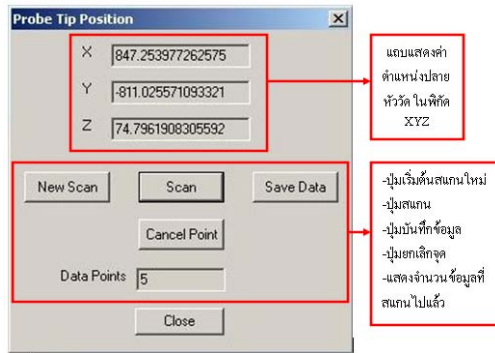 Probe Tip Position
X 847.253977262575
Y -811.025571093321
Z 74.7961908305592
New Scan Scan Save Data
Cancel Point
Data Points 5
Close
แถบแสดงค่า
ตำแหน่งปลาย
หัววัด ในพิกัด
XYZ
-ปุ่มเริ่มต้นสแกนใหม่
-ปุ่มสแกน
-ปุ่มบันทึกข้อมูล
-ปุ่มยกเลิกจุด
-แสดงจำนวนข้อมูลที่
สแกนไปแล้ว